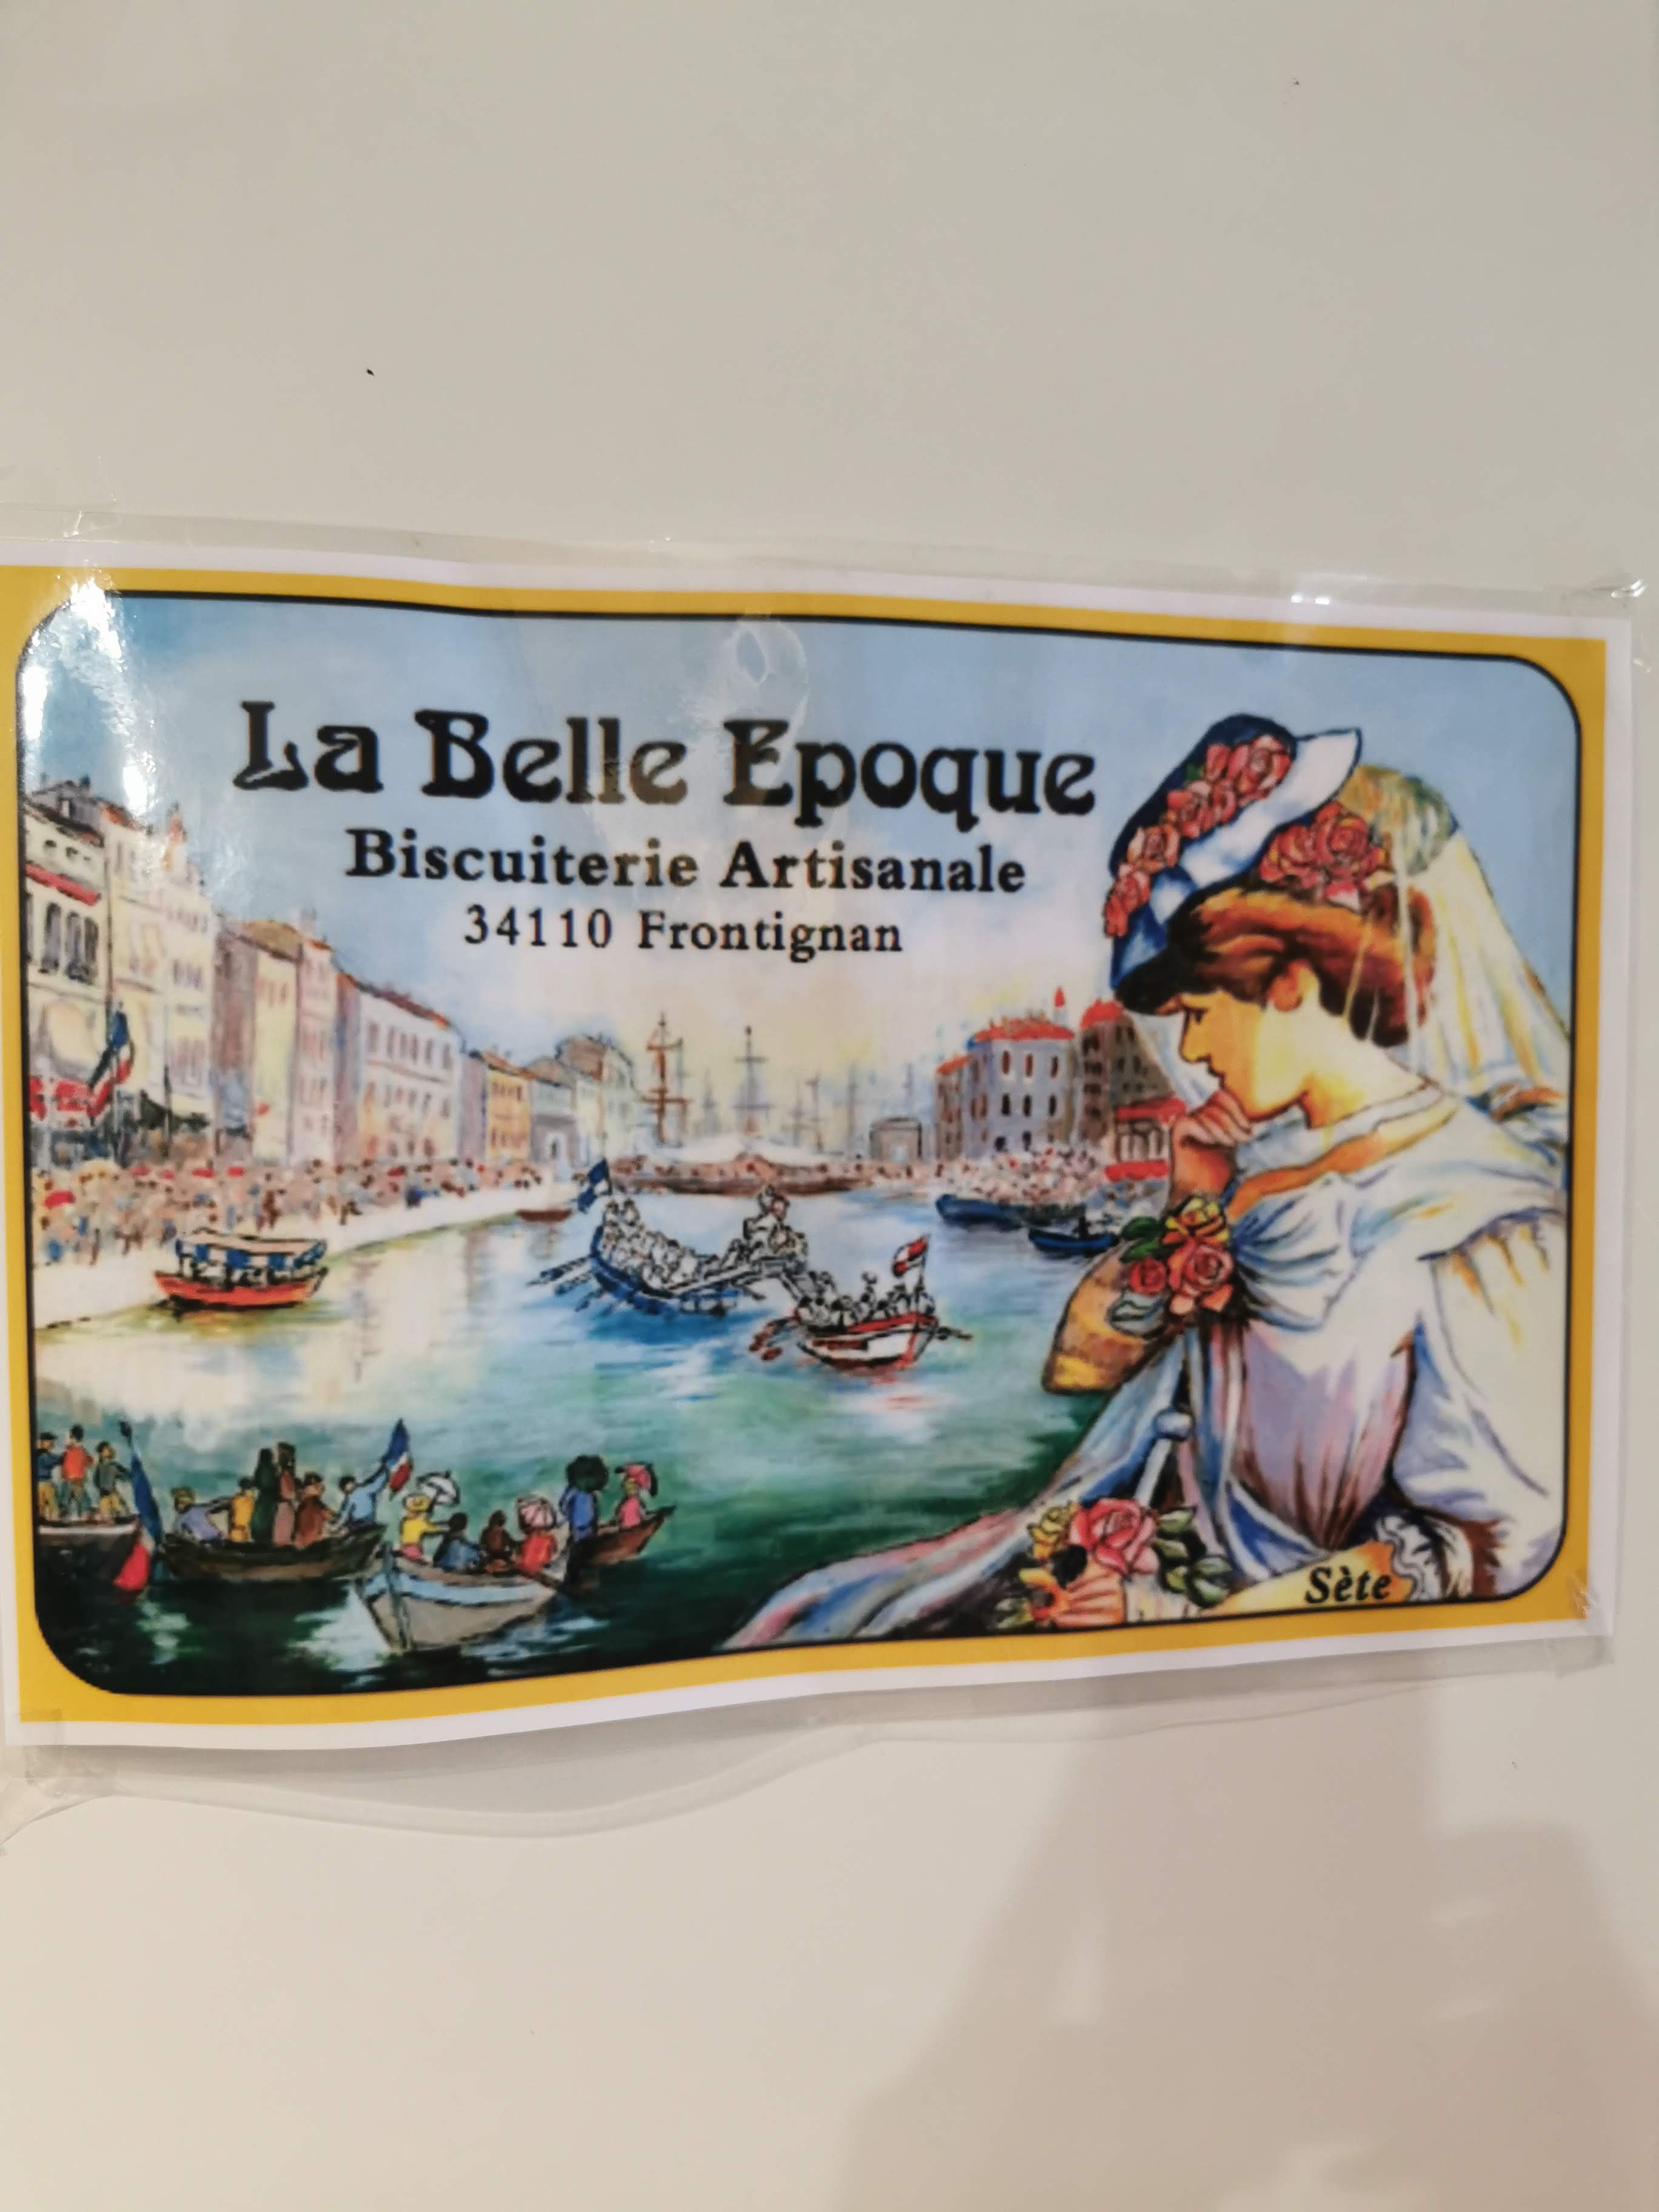 La Belle Epoque
Biscuiterie Artisanale
34110 Frontignan
Sète